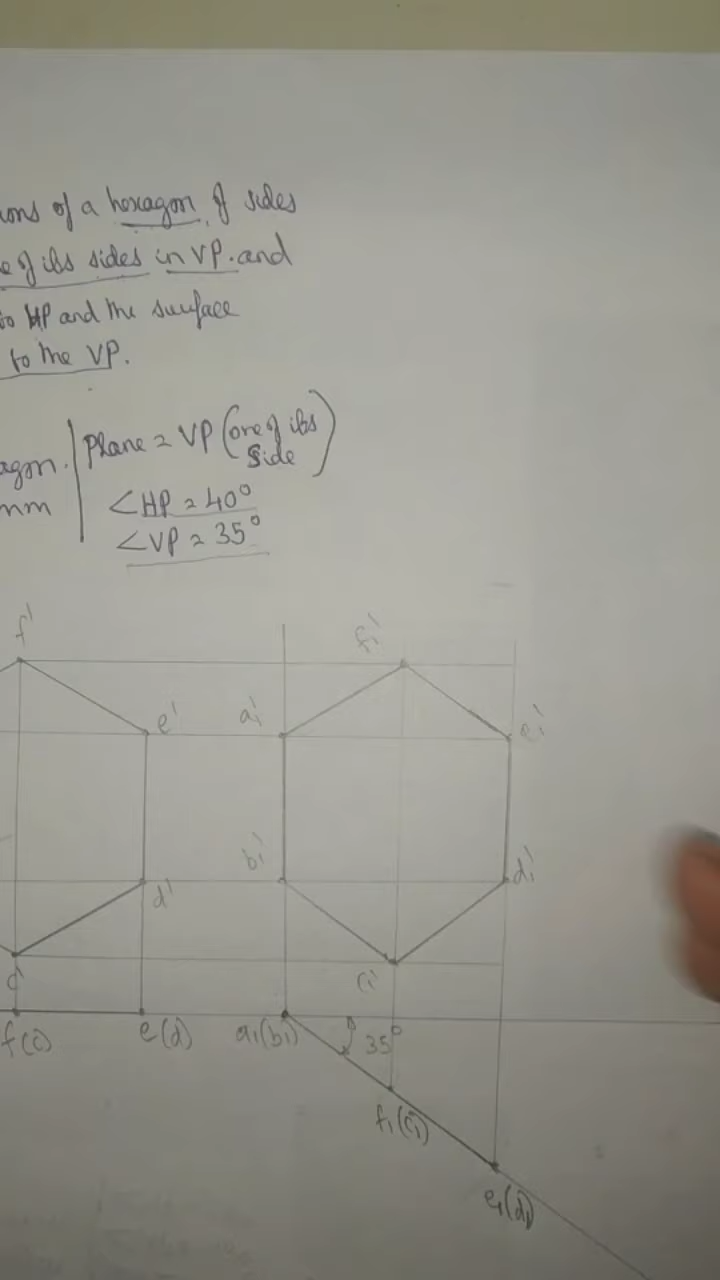 ons of a hexagon of sides
e of its sides in VP. and
to HP and the surface
to the VP.
agon. | Plane = VP (one of its
side)
mm
∠HP = 40°
∠VP = 35°
f'
f1'
a1'
e'
e1'
b1'
d'
d1'
c'
c1'
f(c)
e(d)
a1(b1)
35°
f1(c1)
e1(d1)